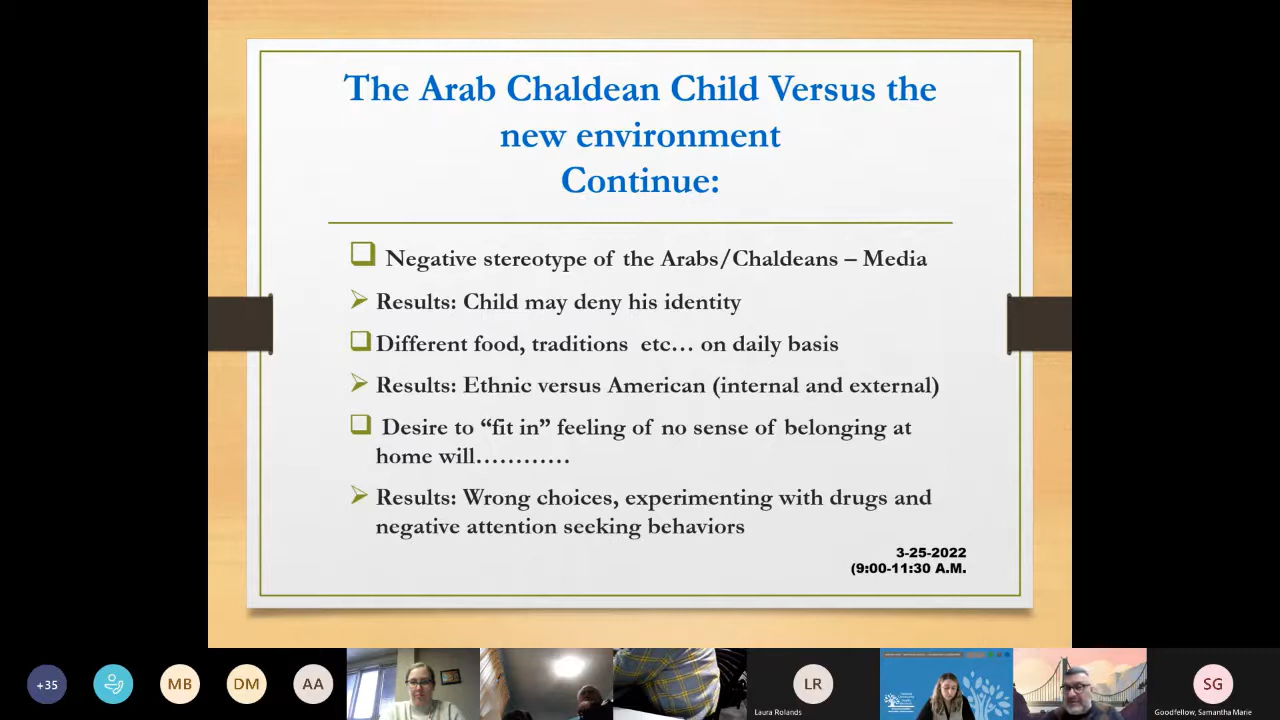 The Arab Chaldean Child Versus the
new environment
Continue:
Negative stereotype of the Arabs/Chaldeans – Media
Results: Child may deny his identity
Different food, traditions etc… on daily basis
Results: Ethnic versus American (internal and external)
Desire to “fit in” feeling of no sense of belonging at
home will…………
Results: Wrong choices, experimenting with drugs and
negative attention seeking behaviors
3-25-2022
(9:00-11:30 A.M.
+35
MB
DM
AA
LR
Laura Rolands
SG
Goodfellow, Samantha Marie